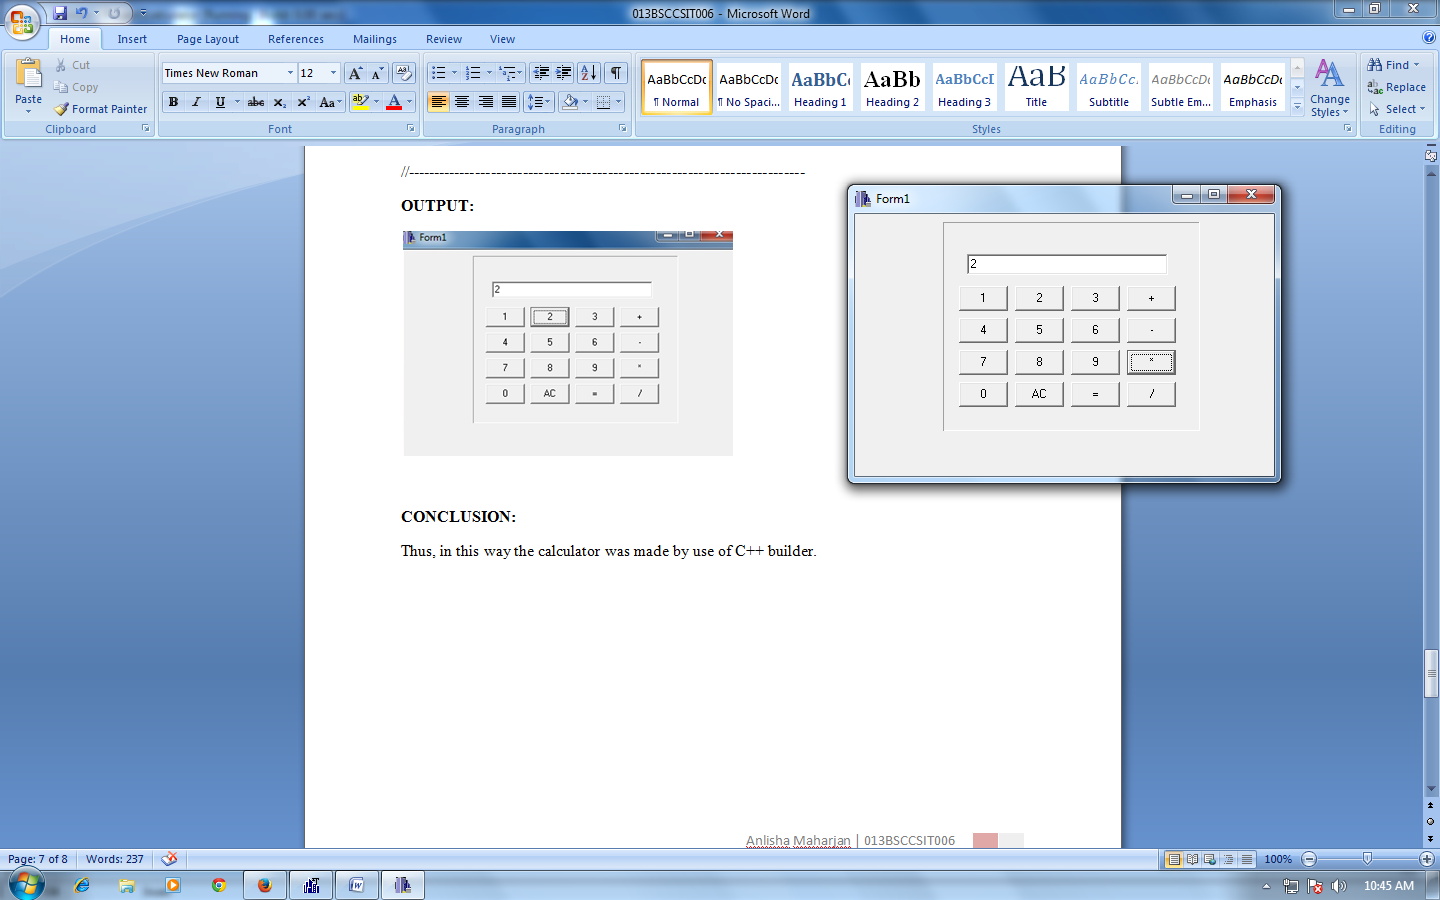 013BSCCSIT006 - Microsoft Word
Home Insert Page Layout References Mailings Review View
Paste
Cut
Copy
Format Painter
Clipboard
Times New Roman 12
B I U abc x₂ x² Aa
Font
Paragraph
AaBbCcDc AaBbCcDc AaBbCc AaBb AaBbCcI AaB AaBbCc. AaBbCcDc AaBbCcDc
¶ Normal ¶ No Spaci... Heading 1 Heading 2 Heading 3 Title Subtitle Subtle Em... Emphasis
Change Styles
Styles
Find
Replace
Select
Editing
//---------------------------------------------------------------------------
OUTPUT:
Form1
2
1 2 3 +
4 5 6 -
7 8 9 *
0 AC = /
Form1
2
1 2 3 +
4 5 6 -
7 8 9 *
0 AC = /
CONCLUSION:
Thus, in this way the calculator was made by use of C++ builder.
Anlisha Maharjan | 013BSCCSIT006
Page: 7 of 8 Words: 237 100%
10:45 AM